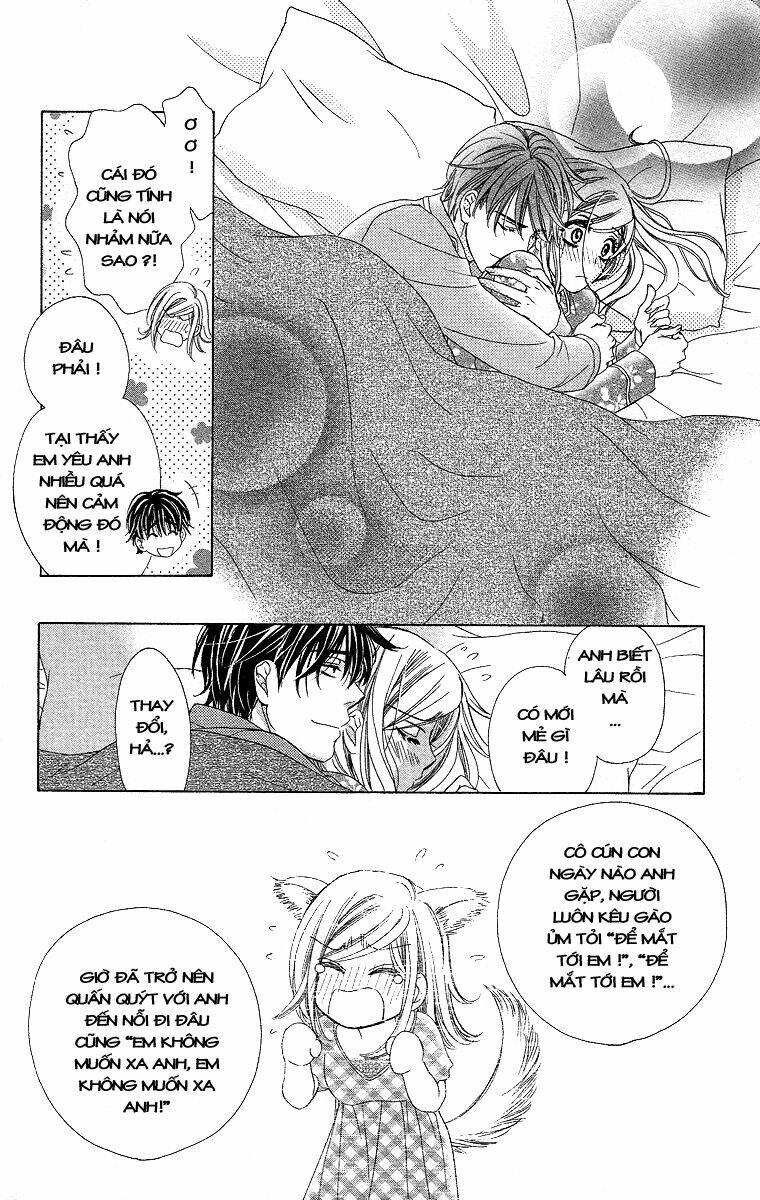 Ơ
Ơ!
CÁI ĐÓ
CŨNG TÍNH
LÀ NÓI
NHẢM NỮA
SAO ?!
ĐÂU
PHẢI !
TẠI THẤY
EM YÊU ANH
NHIỀU QUÁ
NÊN CẢM
ĐỘNG ĐÓ
MÀ !
ANH BIẾT
LÂU RỒI
MÀ
...
CÓ MỚI
MẺ GÌ
ĐÂU !
THAY
ĐỔI,
HẢ...?
CÔ CÚN CON
NGÀY NÀO ANH
GẶP, NGƯỜI
LUÔN KÊU GÀO
ỦM TỎI “ĐỂ MẮT
TỚI EM !”, “ĐỂ
MẮT TỚI EM !”...
GIỜ ĐÃ TRỞ NÊN
QUẤN QUÝT VỚI ANH
ĐẾN NỖI ĐI ĐÂU
CŨNG “EM KHÔNG
MUỐN XA ANH, EM
KHÔNG MUỐN XA
ANH!”